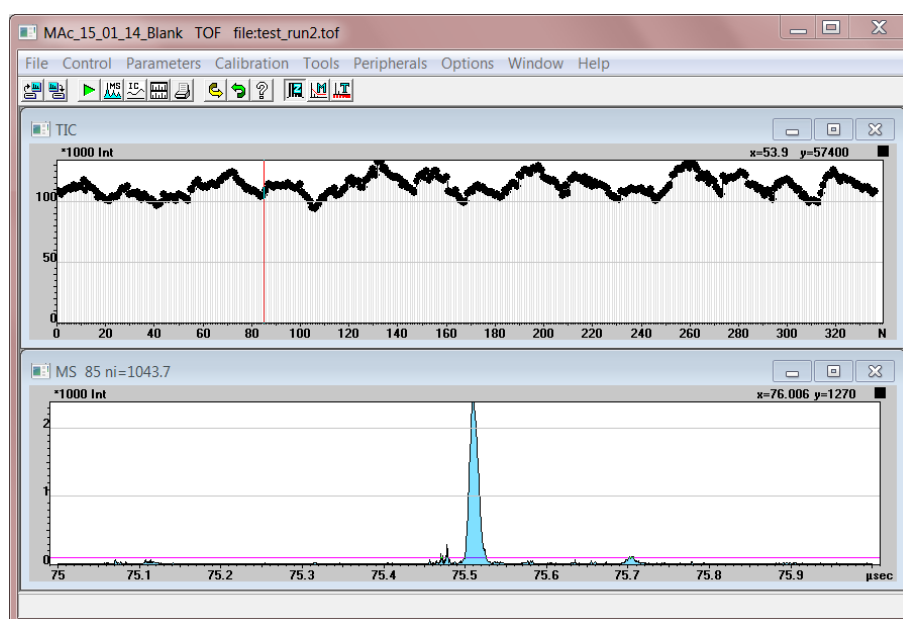 MAc_15_01_14_Blank TOF file:test_run2.tof
File Control Parameters Calibration Tools Peripherals Options Window Help
MS IC
TIC
*1000 Int x=53.9 y=57400
100
50
0
0 20 40 60 80 100 120 140 160 180 200 220 240 260 280 300 320 N
MS 85 ni=1043.7
*1000 Int x=76.006 y=1270
2
1
0
75 75.1 75.2 75.3 75.4 75.5 75.6 75.7 75.8 75.9 µsec